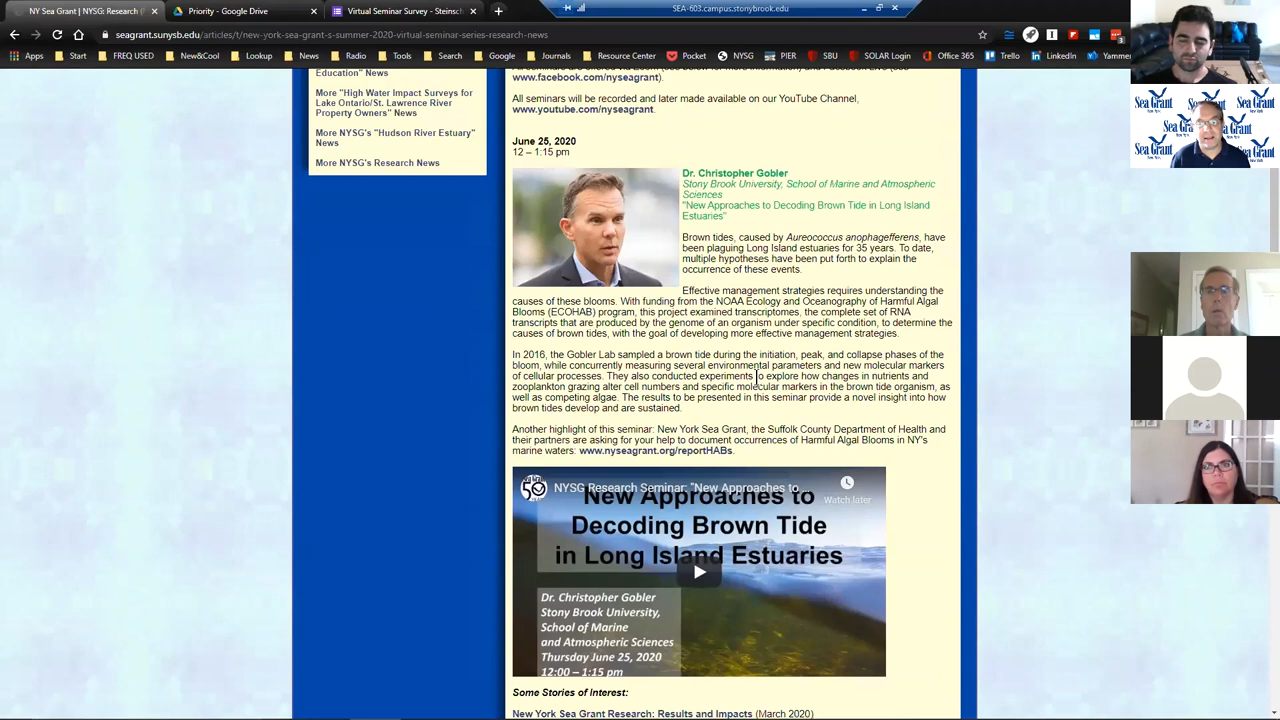 NY Sea Grant | NYSG: Research
Priority - Google Drive
Virtual Seminar Survey - Steinsch
SEA-603.campus.stonybrook.edu
seagrant.sunysb.edu/articles/t/new-york-sea-grant-s-summer-2020-virtual-seminar-series-research-news
Apps
Start
FREQ USED
New&Cool
Lookup
News
Radio
Tools
Search
Google
Journals
Resource Center
Pocket
NYSG
PIER
SBU
SOLAR Login
Office 365
Trello
LinkedIn
Yammer
Education" News
More "High Water Impact Surveys for
Lake Ontario/St. Lawrence River
Property Owners" News
More NYSG's "Hudson River Estuary"
News
More NYSG's Research News
www.facebook.com/nyseagrant).
All seminars will be recorded and later made available on our YouTube Channel,
www.youtube.com/nyseagrant.
June 25, 2020
12 – 1:15 pm
Dr. Christopher Gobler
Stony Brook University, School of Marine and Atmospheric
Sciences
"New Approaches to Decoding Brown Tide in Long Island
Estuaries"
Brown tides, caused by Aureococcus anophagefferens, have
been plaguing Long Island estuaries for 35 years. To date,
multiple hypotheses have been put forth to explain the
occurrence of these events.
Effective management strategies requires understanding the
causes of these blooms. With funding from the NOAA Ecology and Oceanography of Harmful Algal
Blooms (ECOHAB) program, this project examined transcriptomes, the complete set of RNA
transcripts that are produced by the genome of an organism under specific condition, to determine the
causes of brown tides, with the goal of developing more effective management strategies.
In 2016, the Gobler Lab sampled a brown tide during the initiation, peak, and collapse phases of the
bloom, while concurrently measuring several environmental parameters and new molecular markers
of cellular processes. They also conducted experiments to explore how changes in nutrients and
zooplankton grazing alter cell numbers and specific molecular markers in the brown tide organism, as
well as competing algae. The results to be presented in this seminar provide a novel insight into how
brown tides develop and are sustained.
Another highlight of this seminar: New York Sea Grant, the Suffolk County Department of Health and
their partners are asking for your help to document occurrences of Harmful Algal Blooms in NY's
marine waters: www.nyseagrant.org/reportHABs.
NYSG Research Seminar: "New Approaches to ...
Watch later
New Approaches to
Decoding Brown Tide
in Long Island Estuaries
Dr. Christopher Gobler
Stony Brook University,
School of Marine
and Atmospheric Sciences
Thursday June 25, 2020
12:00 – 1:15 pm
Some Stories of Interest:
New York Sea Grant Research: Results and Impacts (March 2020)
Sea Grant
Sea Grant
Sea Grant
Sea Grant